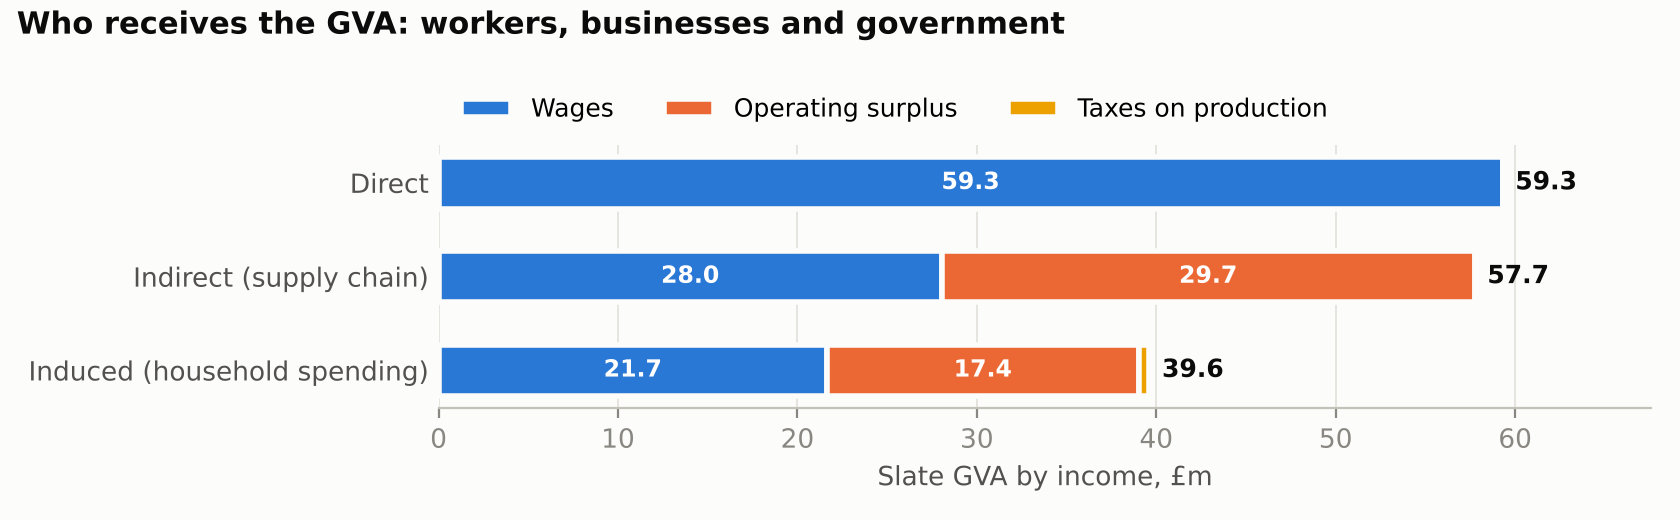 Who receives the GVA: workers, businesses and government
Wages Operating surplus Taxes on production
Direct 59.3 59.3
Indirect (supply chain) 28.0 29.7 57.7
Induced (household spending) 21.7 17.4 39.6
0 10 20 30 40 50 60
Slate GVA by income, £m